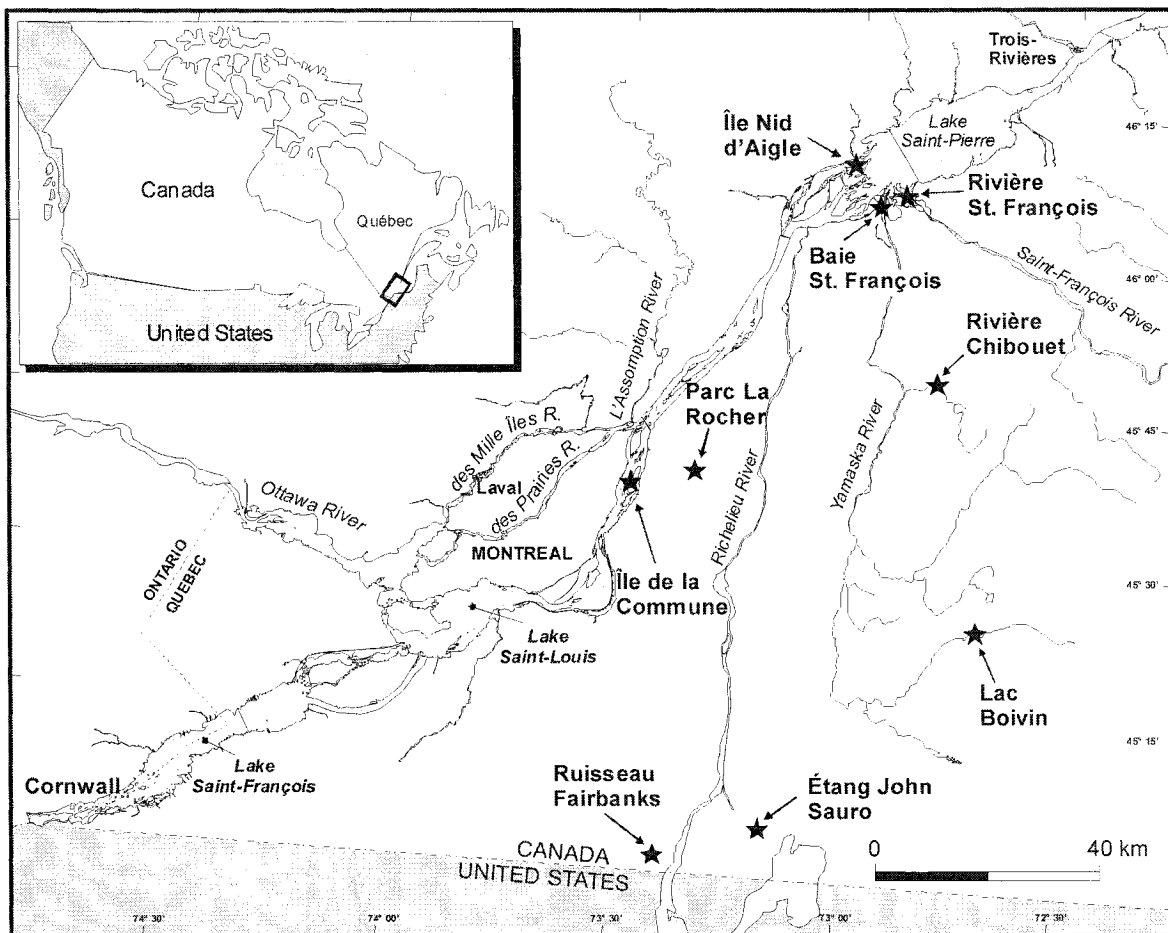 Canada
Québec
United States
Trois-
Rivières
Île Nid
d'Aigle
Lake
Saint-Pierre
46° 15'
Rivière
St. François
Baie
St. François
Saint-François River
46° 00'
L'Assomption River
Rivière
Chibouet
Parc La
Rocher
45° 45'
des Mille Îles R.
Laval
des Prairies R.
Ottawa River
Richelieu River
Yamaska River
MONTREAL
ONTARIO
QUEBEC
Île de la
Commune
45° 30'
Lake
Saint-Louis
Lac
Boivin
45° 15'
Lake
Saint-François
Cornwall
Ruisseau
Fairbanks
Étang John
Sauro
0 40 km
CANADA
UNITED STATES
74° 30' 74° 00' 73° 30' 73° 00' 72° 30'